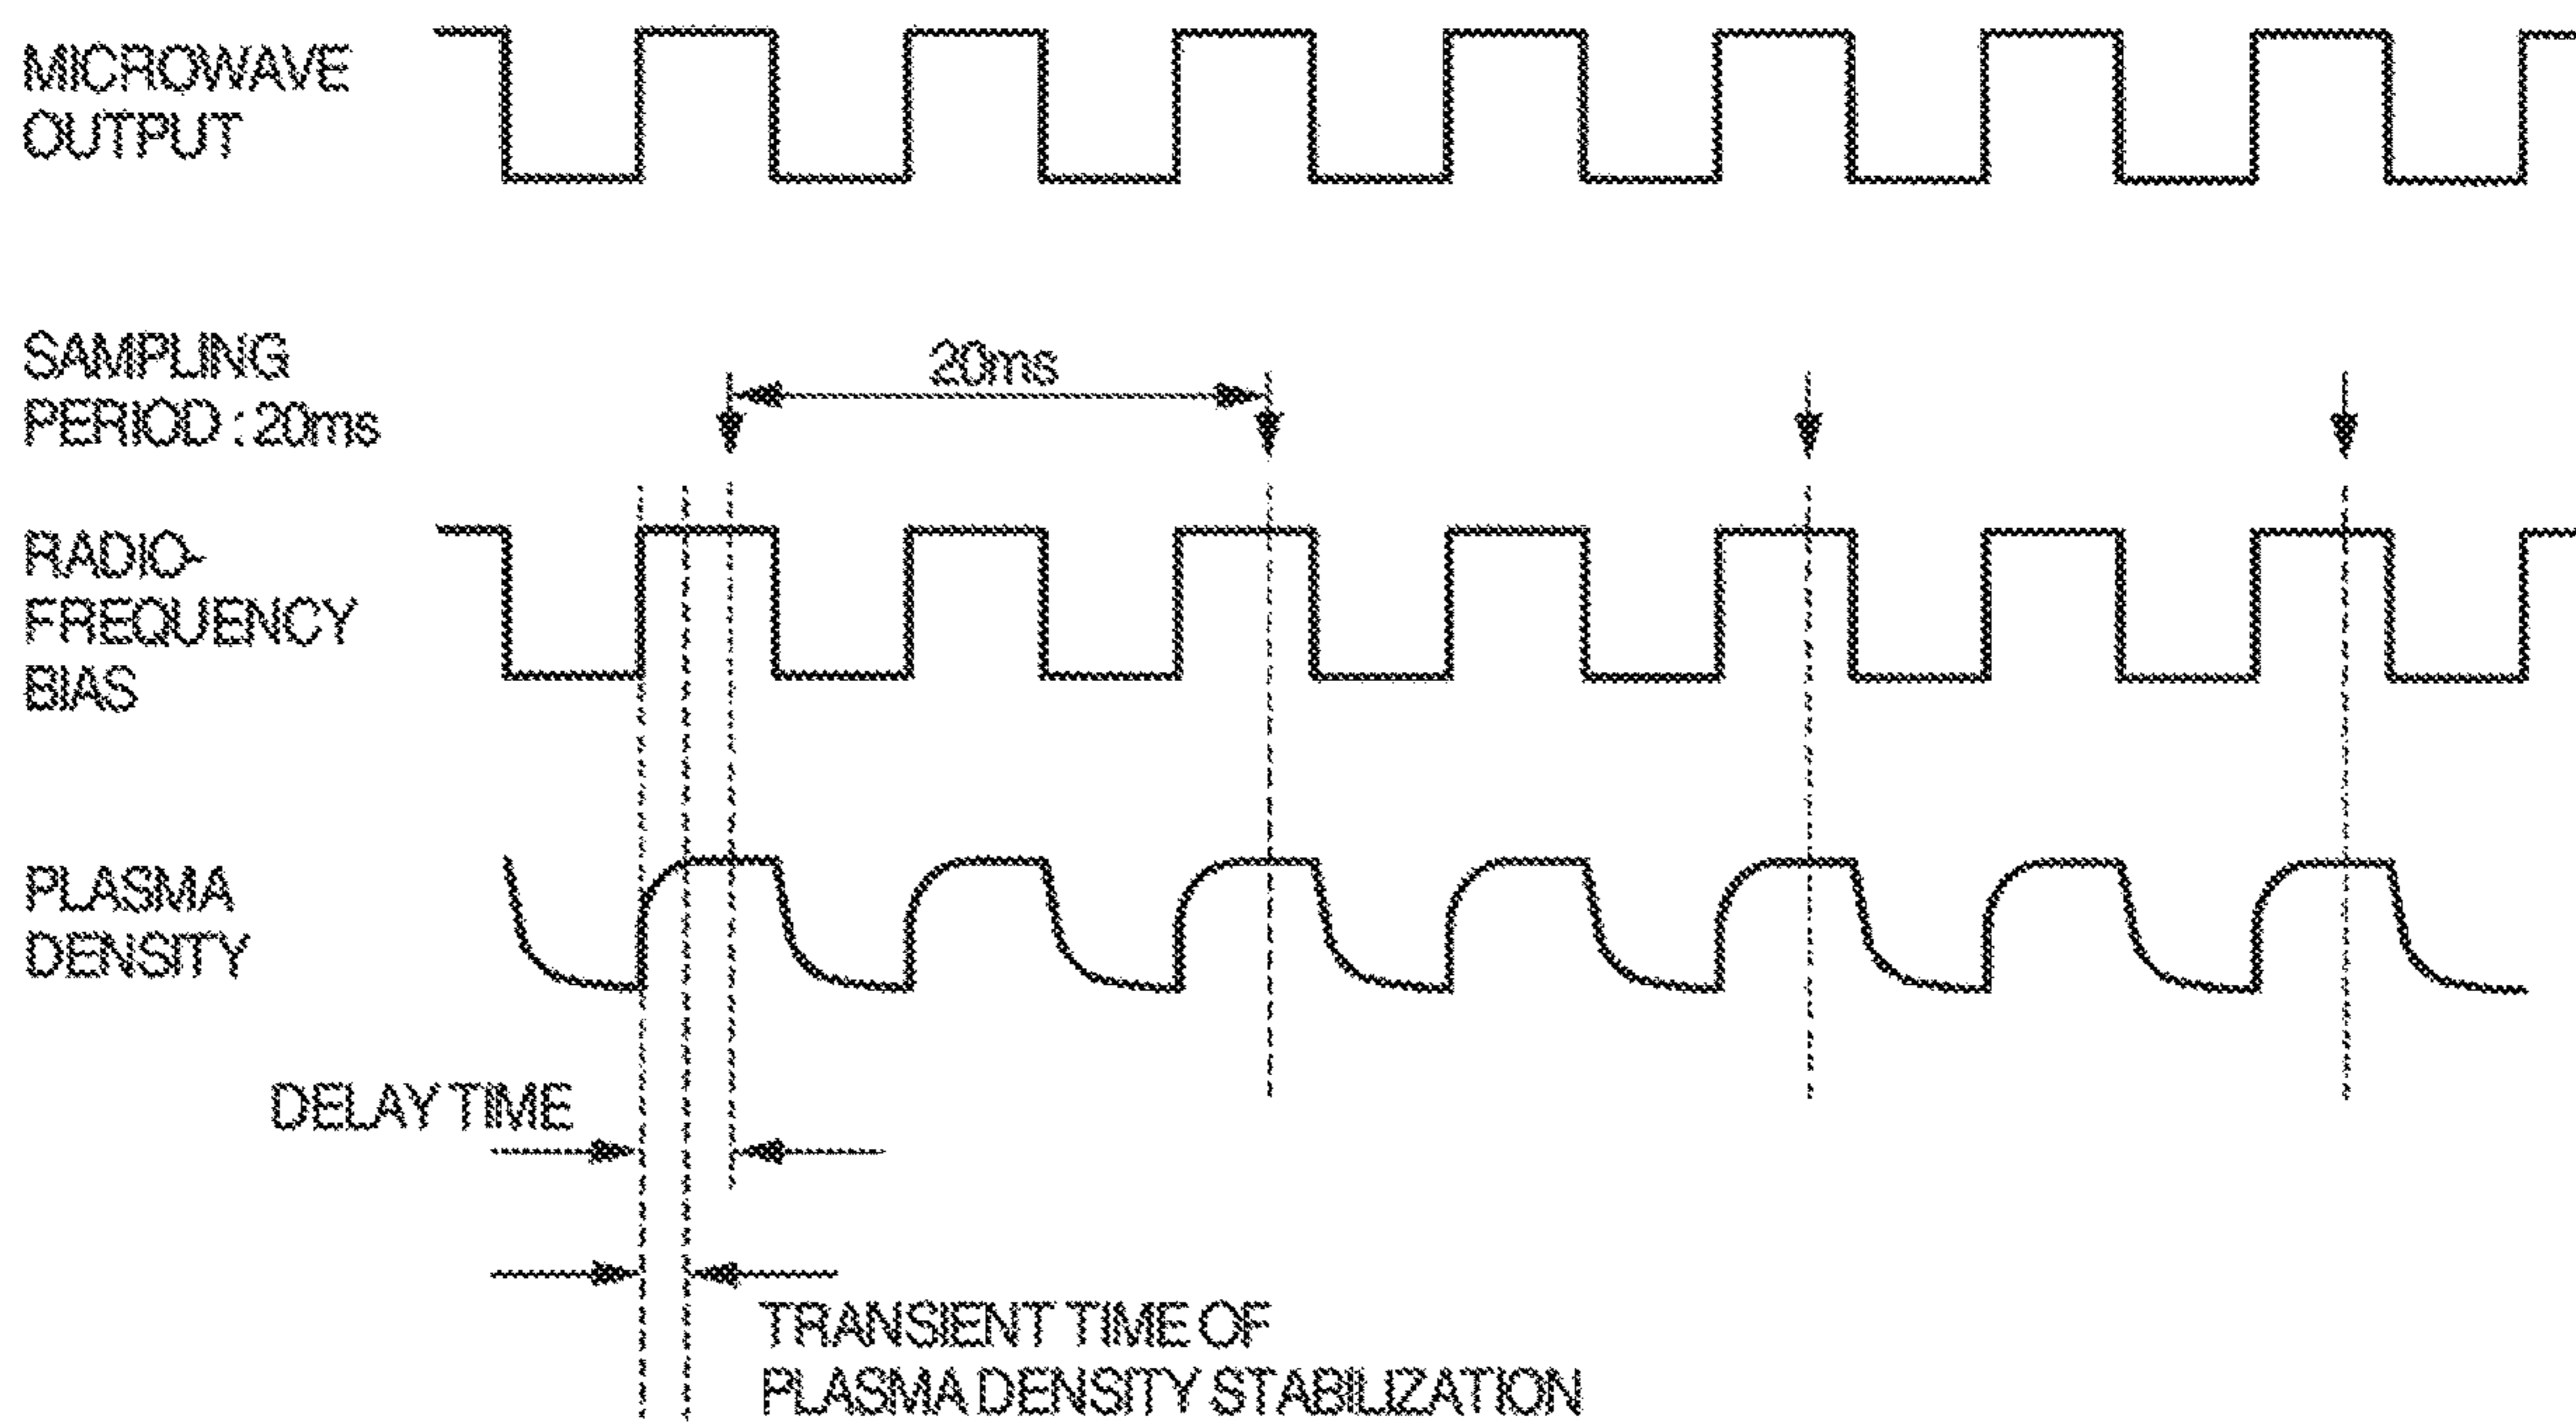 MICROWAVE
OUTPUT
SAMPLING
PERIOD : 20ms
20ms
RADIO-
FREQUENCY
BIAS
PLASMA
DENSITY
DELAY TIME
TRANSIENT TIME OF
PLASMA DENSITY STABILIZATION